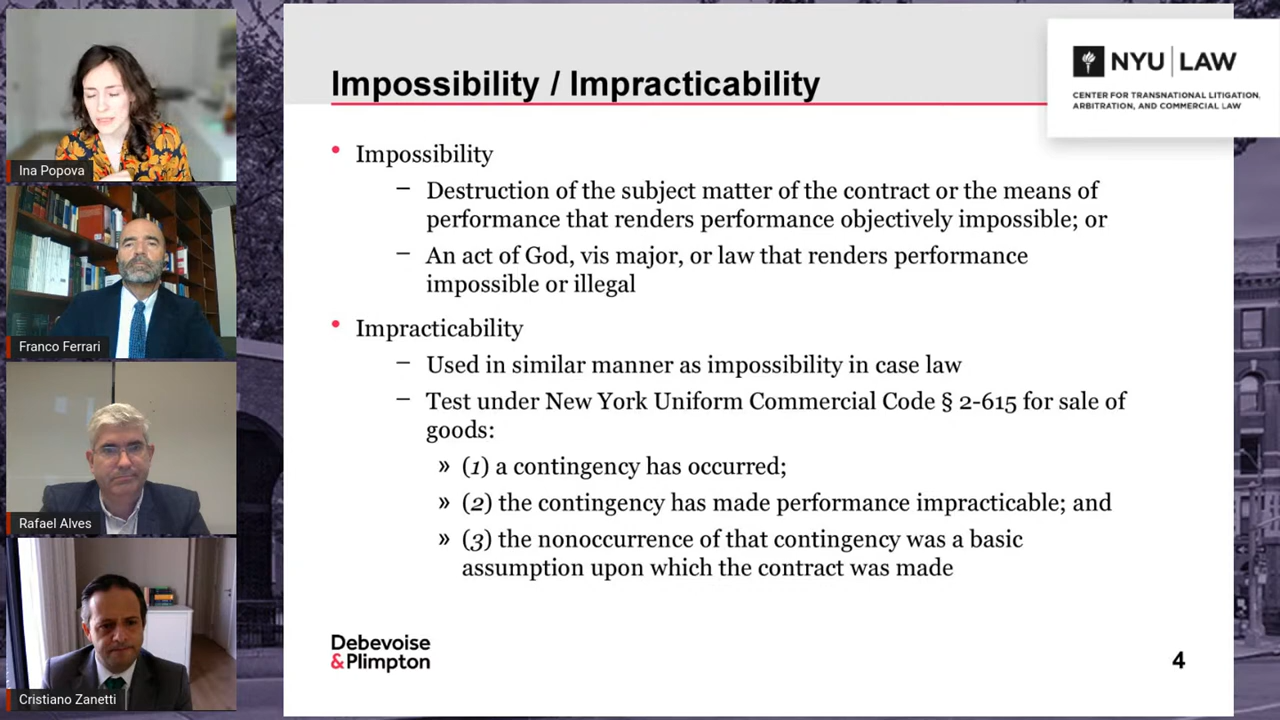 Ina Popova
Franco Ferrari
Rafael Alves
Cristiano Zanetti
Impossibility / Impracticability
NYU | LAW
CENTER FOR TRANSNATIONAL LITIGATION,
ARBITRATION, AND COMMERCIAL LAW
• Impossibility
– Destruction of the subject matter of the contract or the means of
performance that renders performance objectively impossible; or
– An act of God, vis major, or law that renders performance
impossible or illegal
• Impracticability
– Used in similar manner as impossibility in case law
– Test under New York Uniform Commercial Code § 2-615 for sale of
goods:
» (1) a contingency has occurred;
» (2) the contingency has made performance impracticable; and
» (3) the nonoccurrence of that contingency was a basic
assumption upon which the contract was made
Debevoise
&Plimpton
4